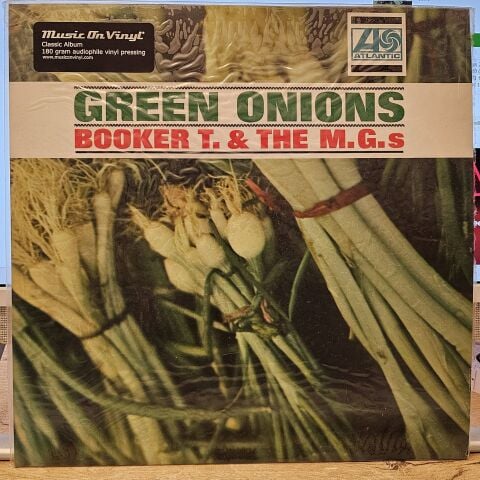 Music On Vinyl
Classic Album
180 gram audiophile vinyl pressing
www.musiconvinyl.com
ATLANTIC
GREEN ONIONS
BOOKER T. & THE M.G.s